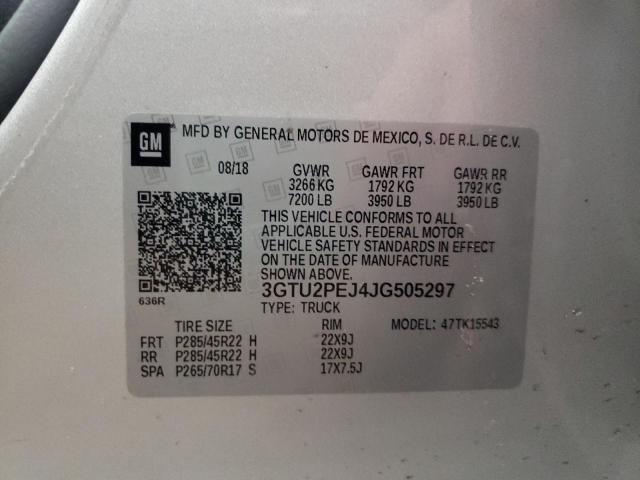 GM MFD BY GENERAL MOTORS DE MEXICO, S. DE R.L. DE C.V.
08/18 GVWR GAWR FRT GAWR RR
3266 KG 1792 KG 1792 KG
7200 LB 3950 LB 3950 LB
THIS VEHICLE CONFORMS TO ALL
APPLICABLE U.S. FEDERAL MOTOR
VEHICLE SAFETY STANDARDS IN EFFECT
ON THE DATE OF MANUFACTURE
SHOWN ABOVE.
3GTU2PEJ4JG505297
636R
TYPE: TRUCK
TIRE SIZE RIM MODEL: 47TK15543
FRT P285/45R22 H 22X9J
RR P285/45R22 H 22X9J
SPA P265/70R17 S 17X7.5J